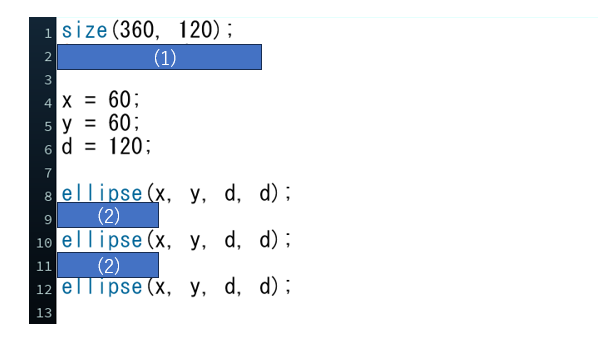 1 size(360, 120);
2 (1)
3
4 x = 60;
5 y = 60;
6 d = 120;
7
8 ellipse(x, y, d, d);
9 (2)
10 ellipse(x, y, d, d);
11 (2)
12 ellipse(x, y, d, d);
13